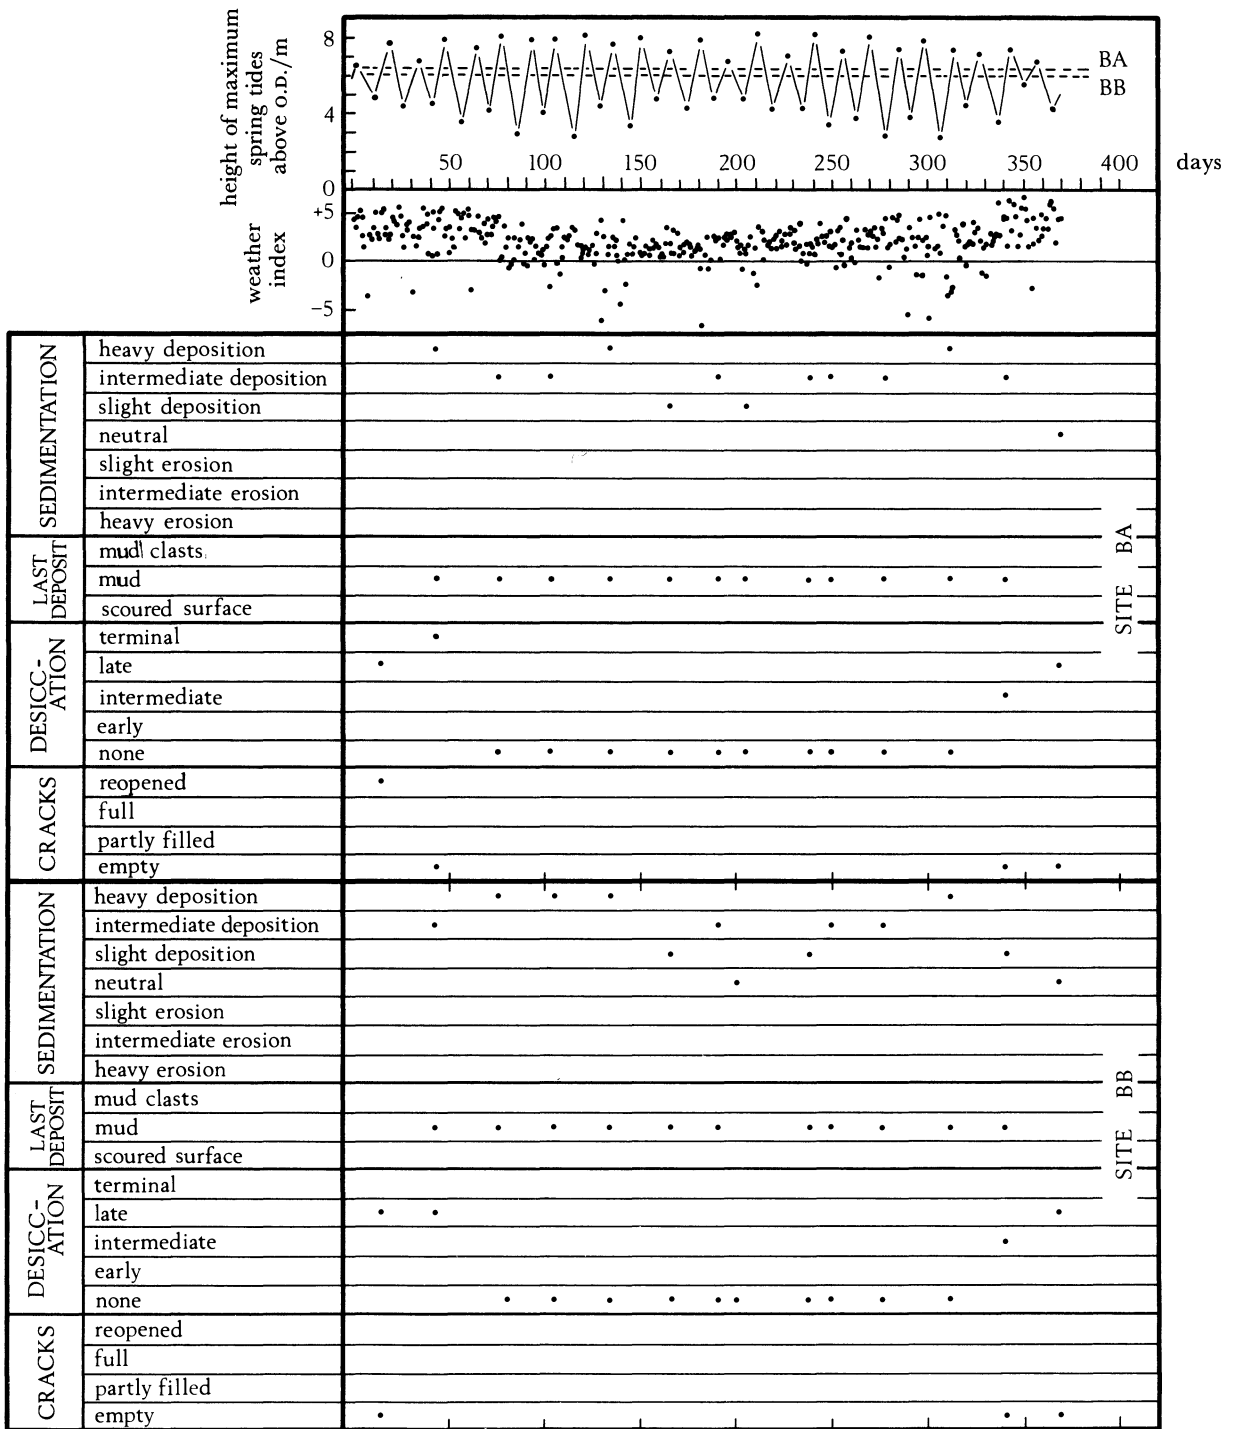 height of maximum
spring tides
above O.D./m
8
4
0
BA
BB
50 100 150 200 250 300 350 400 days
weather
index
+5
0
−5
SEDIMENTATION
heavy deposition
intermediate deposition
slight deposition
neutral
slight erosion
intermediate erosion
heavy erosion
LAST
DEPOSIT
mud clasts
mud
scoured surface
DESICC-
ATION
terminal
late
intermediate
early
none
CRACKS
reopened
full
partly filled
empty
SITE BA
SEDIMENTATION
heavy deposition
intermediate deposition
slight deposition
neutral
slight erosion
intermediate erosion
heavy erosion
LAST
DEPOSIT
mud clasts
mud
scoured surface
DESICC-
ATION
terminal
late
intermediate
early
none
CRACKS
reopened
full
partly filled
empty
SITE BB